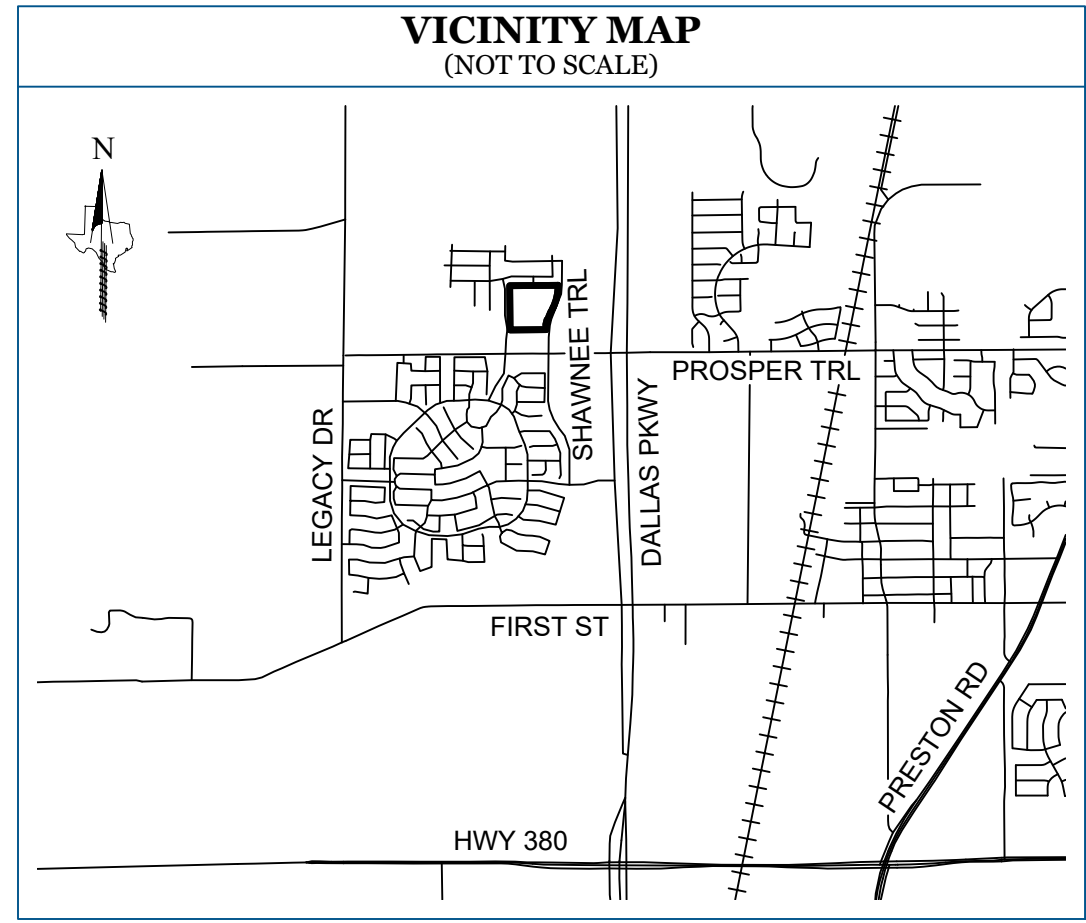 VICINITY MAP
(NOT TO SCALE)
N
SHAWNEE TRL
PROSPER TRL
LEGACY DR
DALLAS PKWY
FIRST ST
PRESTON RD
HWY 380